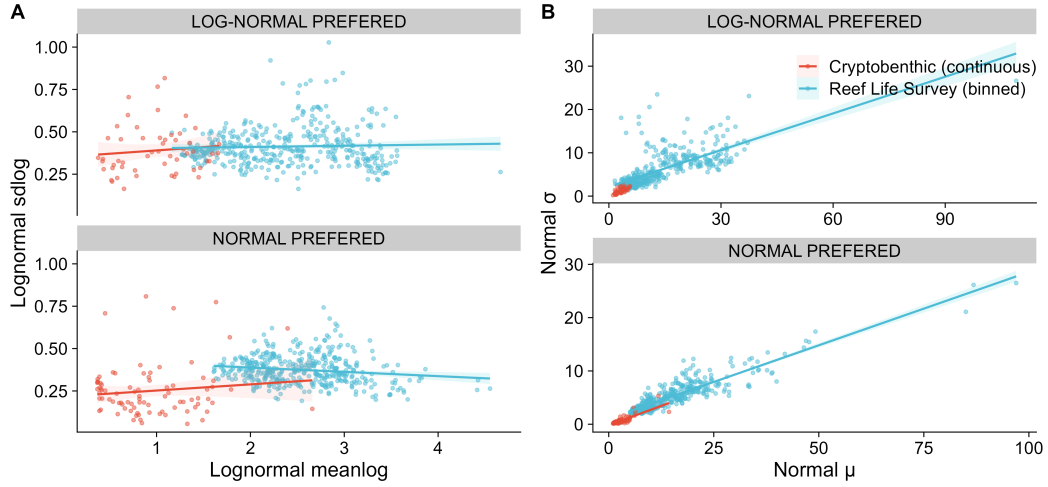 A
LOG-NORMAL PREFERED
1.00
0.75
0.50
0.25
NORMAL PREFERED
1.00
0.75
0.50
0.25
1 2 3 4
Lognormal meanlog
Lognormal sdlog
B
LOG-NORMAL PREFERED
Cryptobenthic (continuous)
Reef Life Survey (binned)
30
20
10
0
0 30 60 90
NORMAL PREFERED
30
20
10
0
0 25 50 75 100
Normal μ
Normal σ